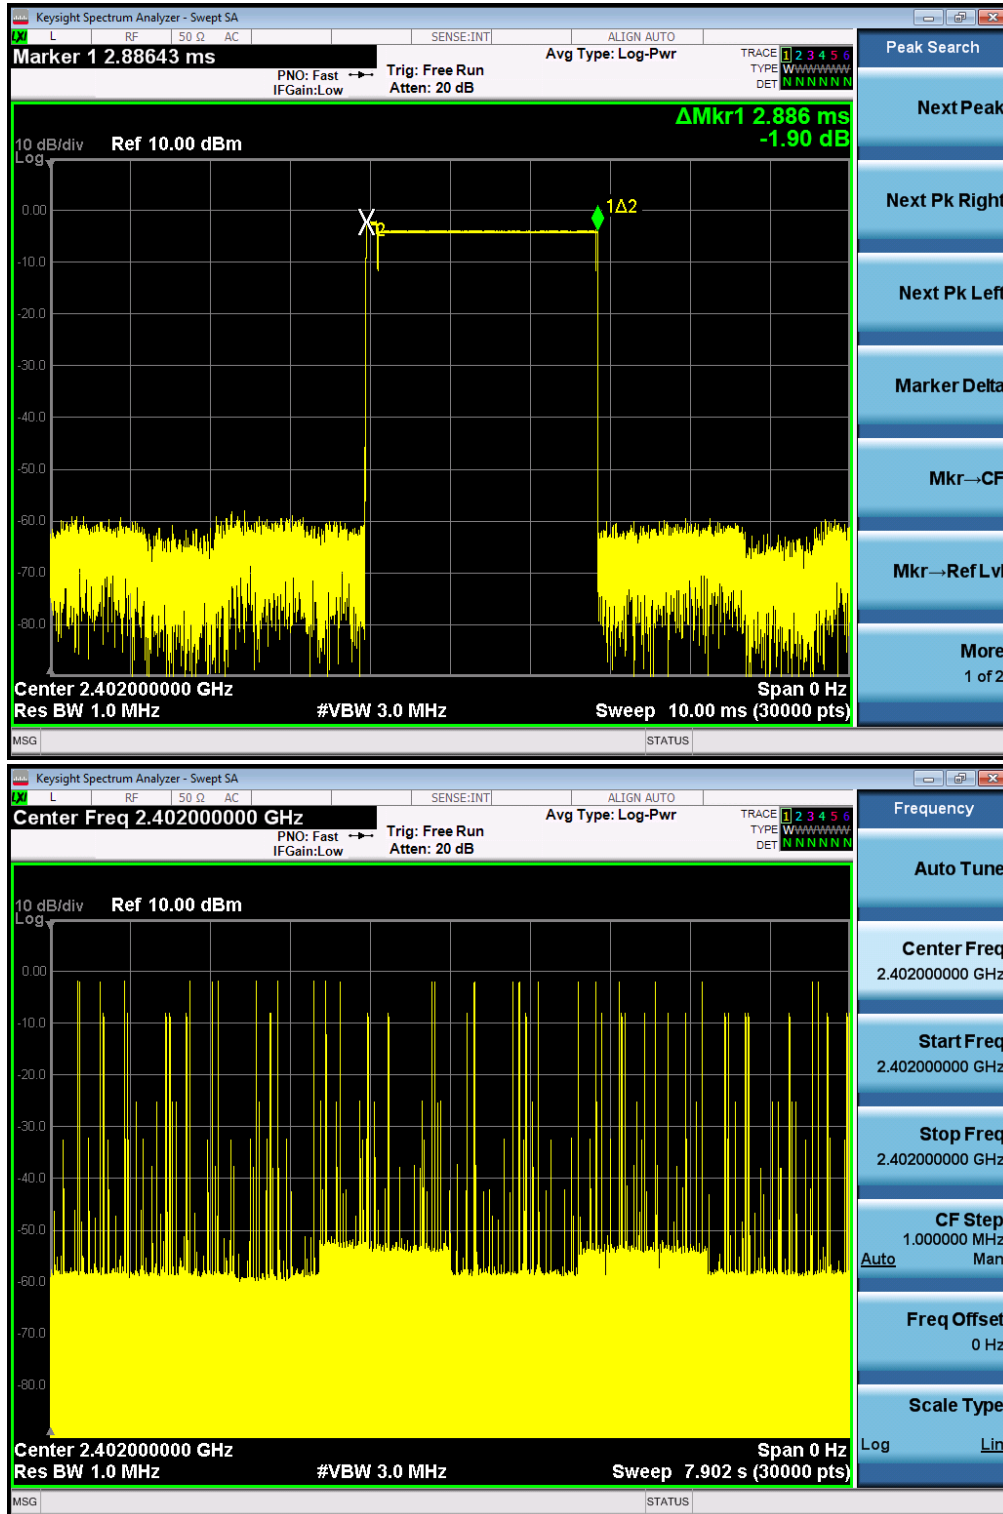 Keysight Spectrum Analyzer - Swept SA
LXI L RF 50 Ω AC SENSE:INT ALIGN AUTO
Marker 1 2.88643 ms
PNO: Fast
IFGain:Low
Trig: Free Run
Atten: 20 dB
Avg Type: Log-Pwr
TRACE 1 2 3 4 5 6
TYPE WWWWWW
DET N N N N N N
ΔMkr1 2.886 ms
-1.90 dB
10 dB/div Ref 10.00 dBm
Log
0.00
-10.0
-20.0
-30.0
-40.0
-50.0
-60.0
-70.0
-80.0
2
1Δ2
Center 2.402000000 GHz Span 0 Hz
Res BW 1.0 MHz #VBW 3.0 MHz Sweep 10.00 ms (30000 pts)
MSG STATUS
Peak Search
Next Peak
Next Pk Right
Next Pk Left
Marker Delta
Mkr→CF
Mkr→Ref Lvl
More
1 of 2
Keysight Spectrum Analyzer - Swept SA
LXI L RF 50 Ω AC SENSE:INT ALIGN AUTO
Center Freq 2.402000000 GHz
PNO: Fast
IFGain:Low
Trig: Free Run
Atten: 20 dB
Avg Type: Log-Pwr
TRACE 1 2 3 4 5 6
TYPE WWWWWW
DET N N N N N N
10 dB/div Ref 10.00 dBm
Log
0.00
-10.0
-20.0
-30.0
-40.0
-50.0
-60.0
-70.0
-80.0
Center 2.402000000 GHz Span 0 Hz
Res BW 1.0 MHz #VBW 3.0 MHz Sweep 7.902 s (30000 pts)
MSG STATUS
Frequency
Auto Tune
Center Freq
2.402000000 GHz
Start Freq
2.402000000 GHz
Stop Freq
2.402000000 GHz
CF Step
1.000000 MHz
Auto Man
Freq Offset
0 Hz
Scale Type
Log Lin